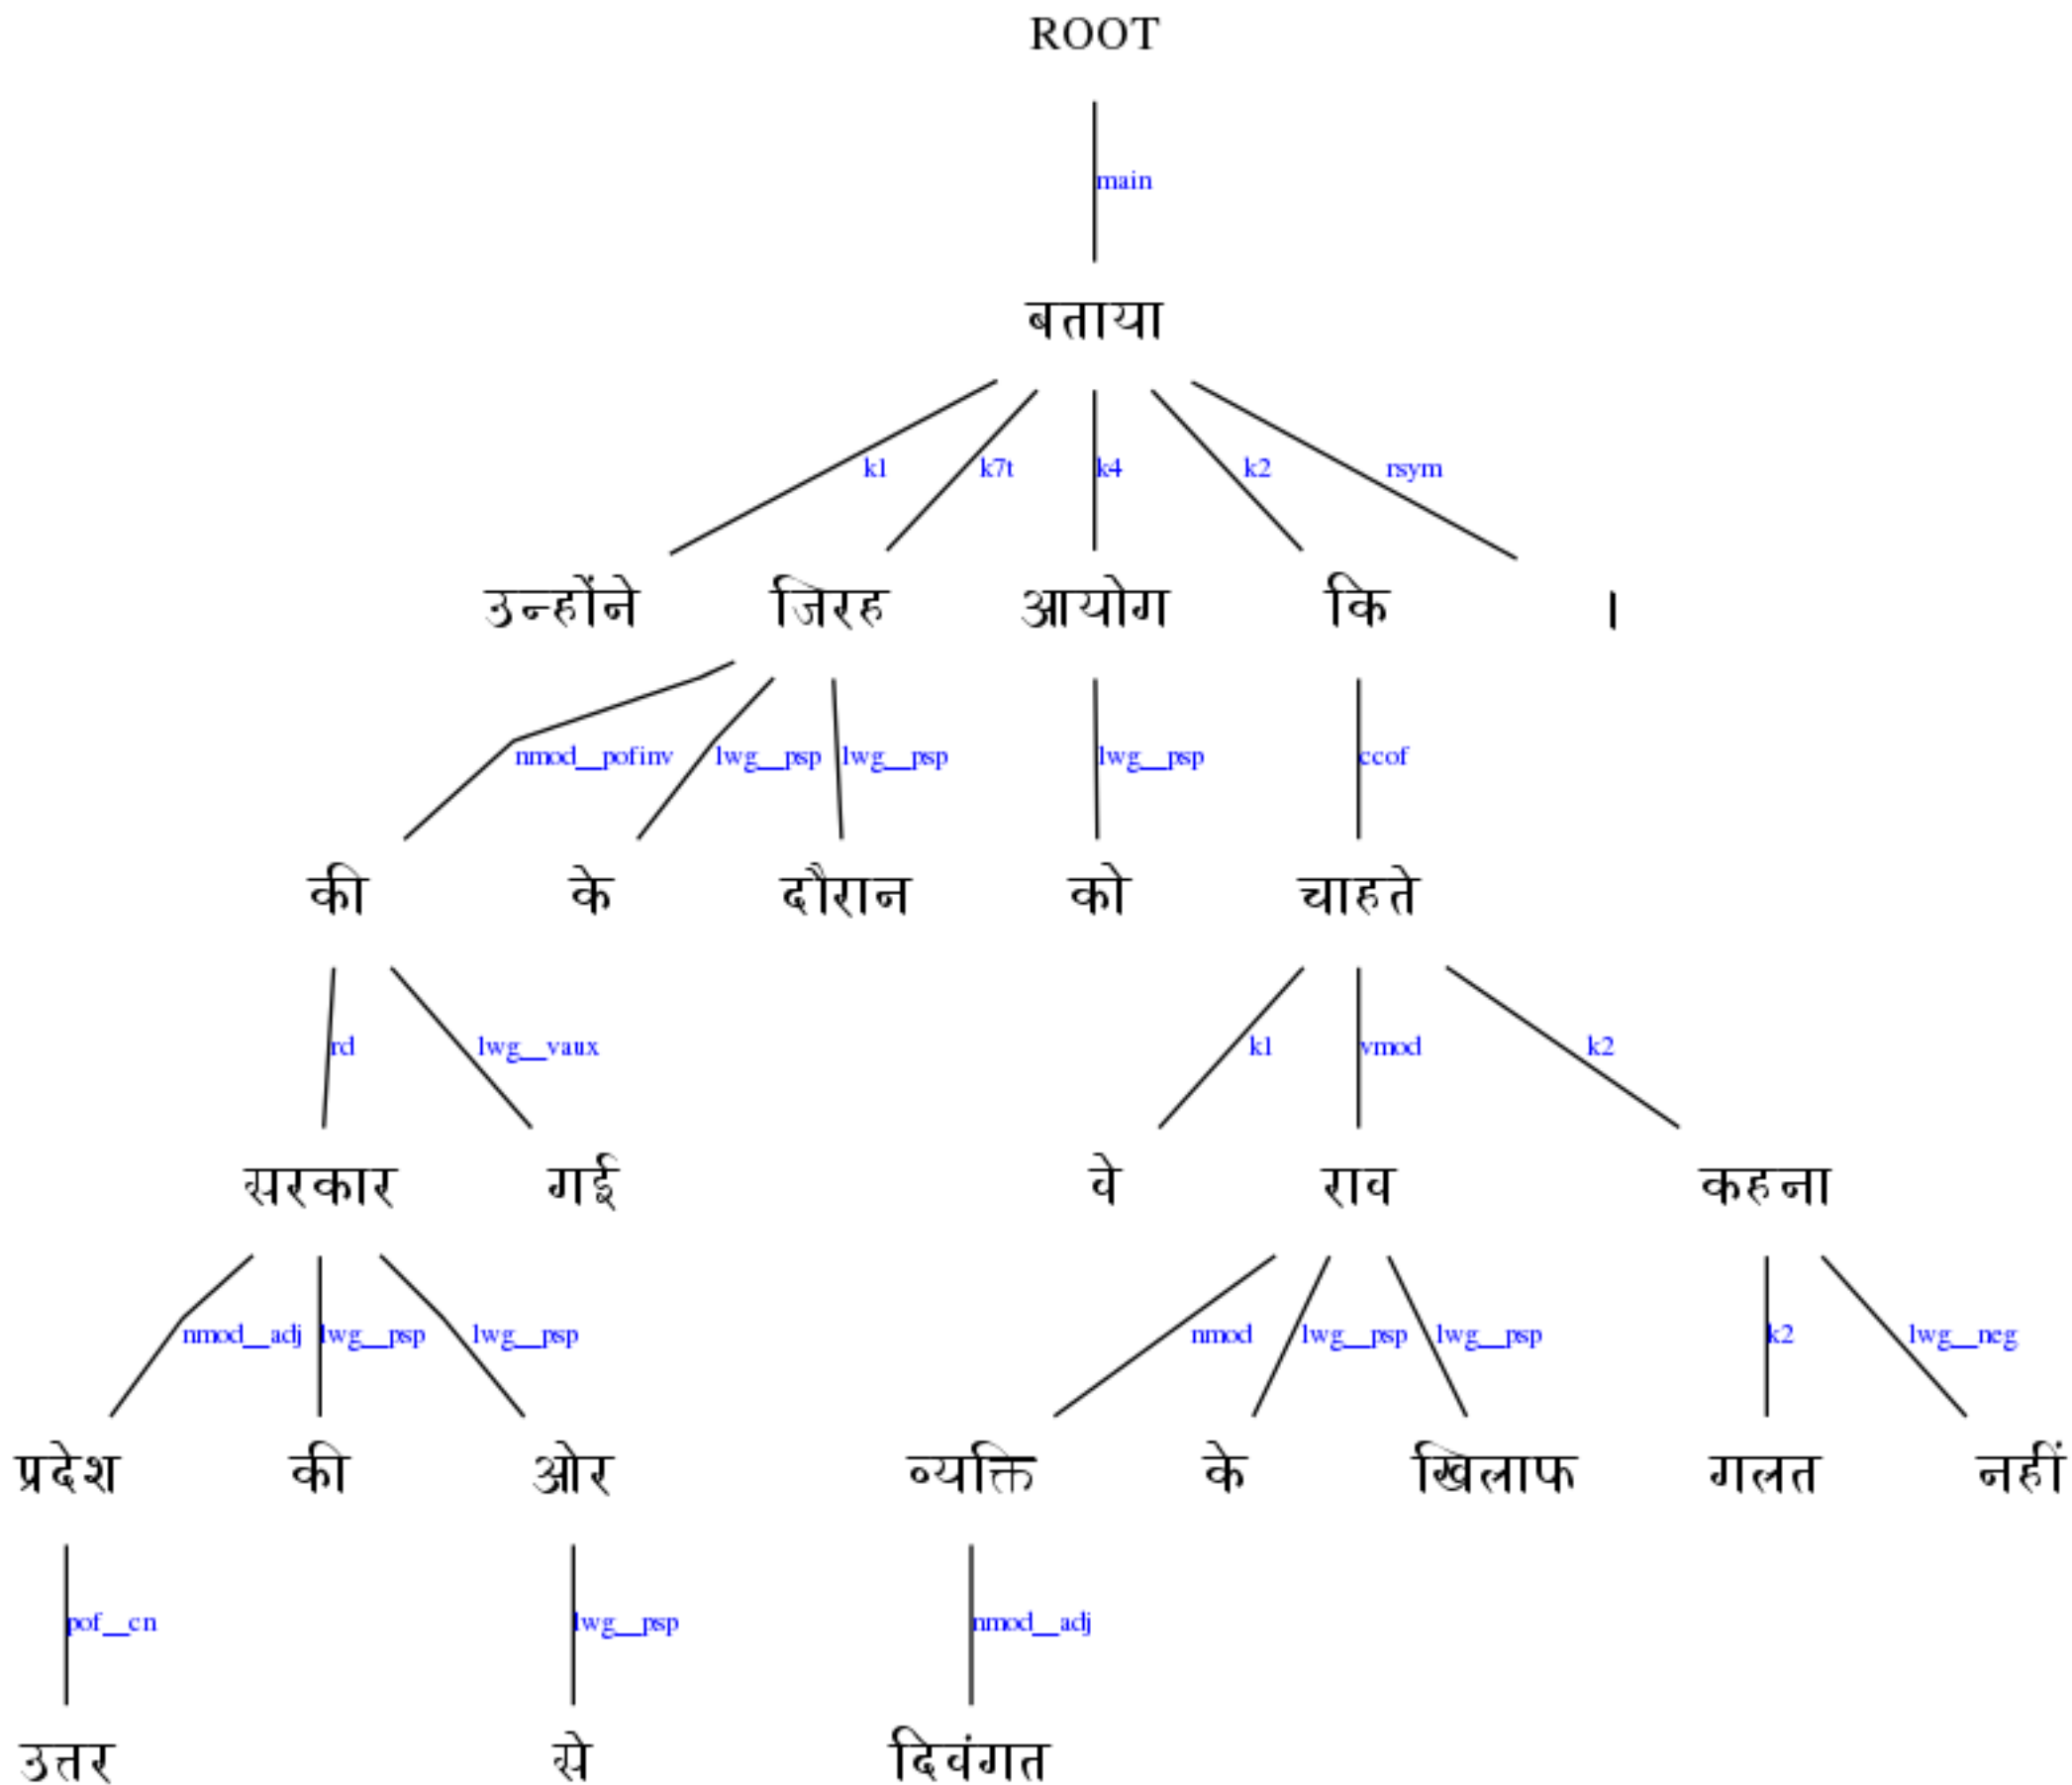 ROOT
main
बताया
k1 k7t k4 k2 rsym
उन्होंने जिरह आयोग कि ।
nmod__pofinv lwg__psp lwg__psp lwg__psp ccof
की के दौरान को चाहते
rd lwg__vaux k1 vmod k2
सरकार गई वे राव कहना
nmod__adj lwg__psp lwg__psp nmod lwg__psp lwg__psp k2 lwg__neg
प्रदेश की ओर व्यक्ति के खिलाफ गलत नहीं
pof__cn lwg__psp nmod__adj
उत्तर से दिवंगत